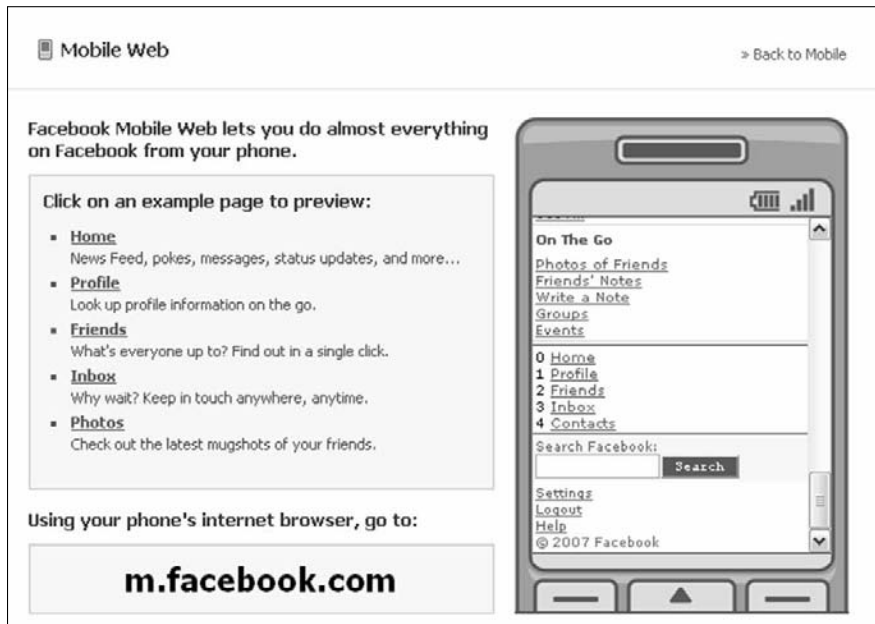 Mobile Web
» Back to Mobile
Facebook Mobile Web lets you do almost everything
on Facebook from your phone.
Click on an example page to preview:
Home
News Feed, pokes, messages, status updates, and more...
Profile
Look up profile information on the go.
Friends
What's everyone up to? Find out in a single click.
Inbox
Why wait? Keep in touch anywhere, anytime.
Photos
Check out the latest mugshots of your friends.
Using your phone's internet browser, go to:
m.facebook.com
On The Go
Photos of Friends
Friends' Notes
Write a Note
Groups
Events
0 Home
1 Profile
2 Friends
3 Inbox
4 Contacts
Search Facebook:
Search
Settings
Logout
Help
© 2007 Facebook